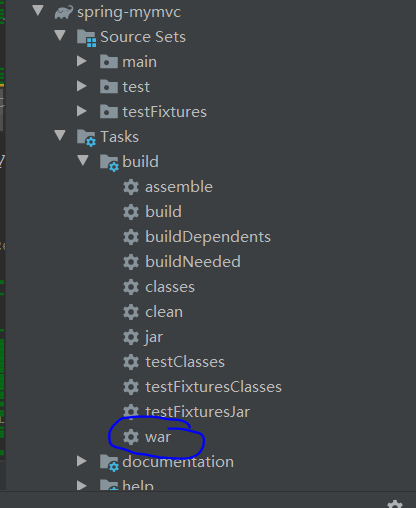 spring-mymvc
Source Sets
main
test
testFixtures
Tasks
build
assemble
build
buildDependents
buildNeeded
classes
clean
jar
testClasses
testFixturesClasses
testFixturesJar
war
documentation
help